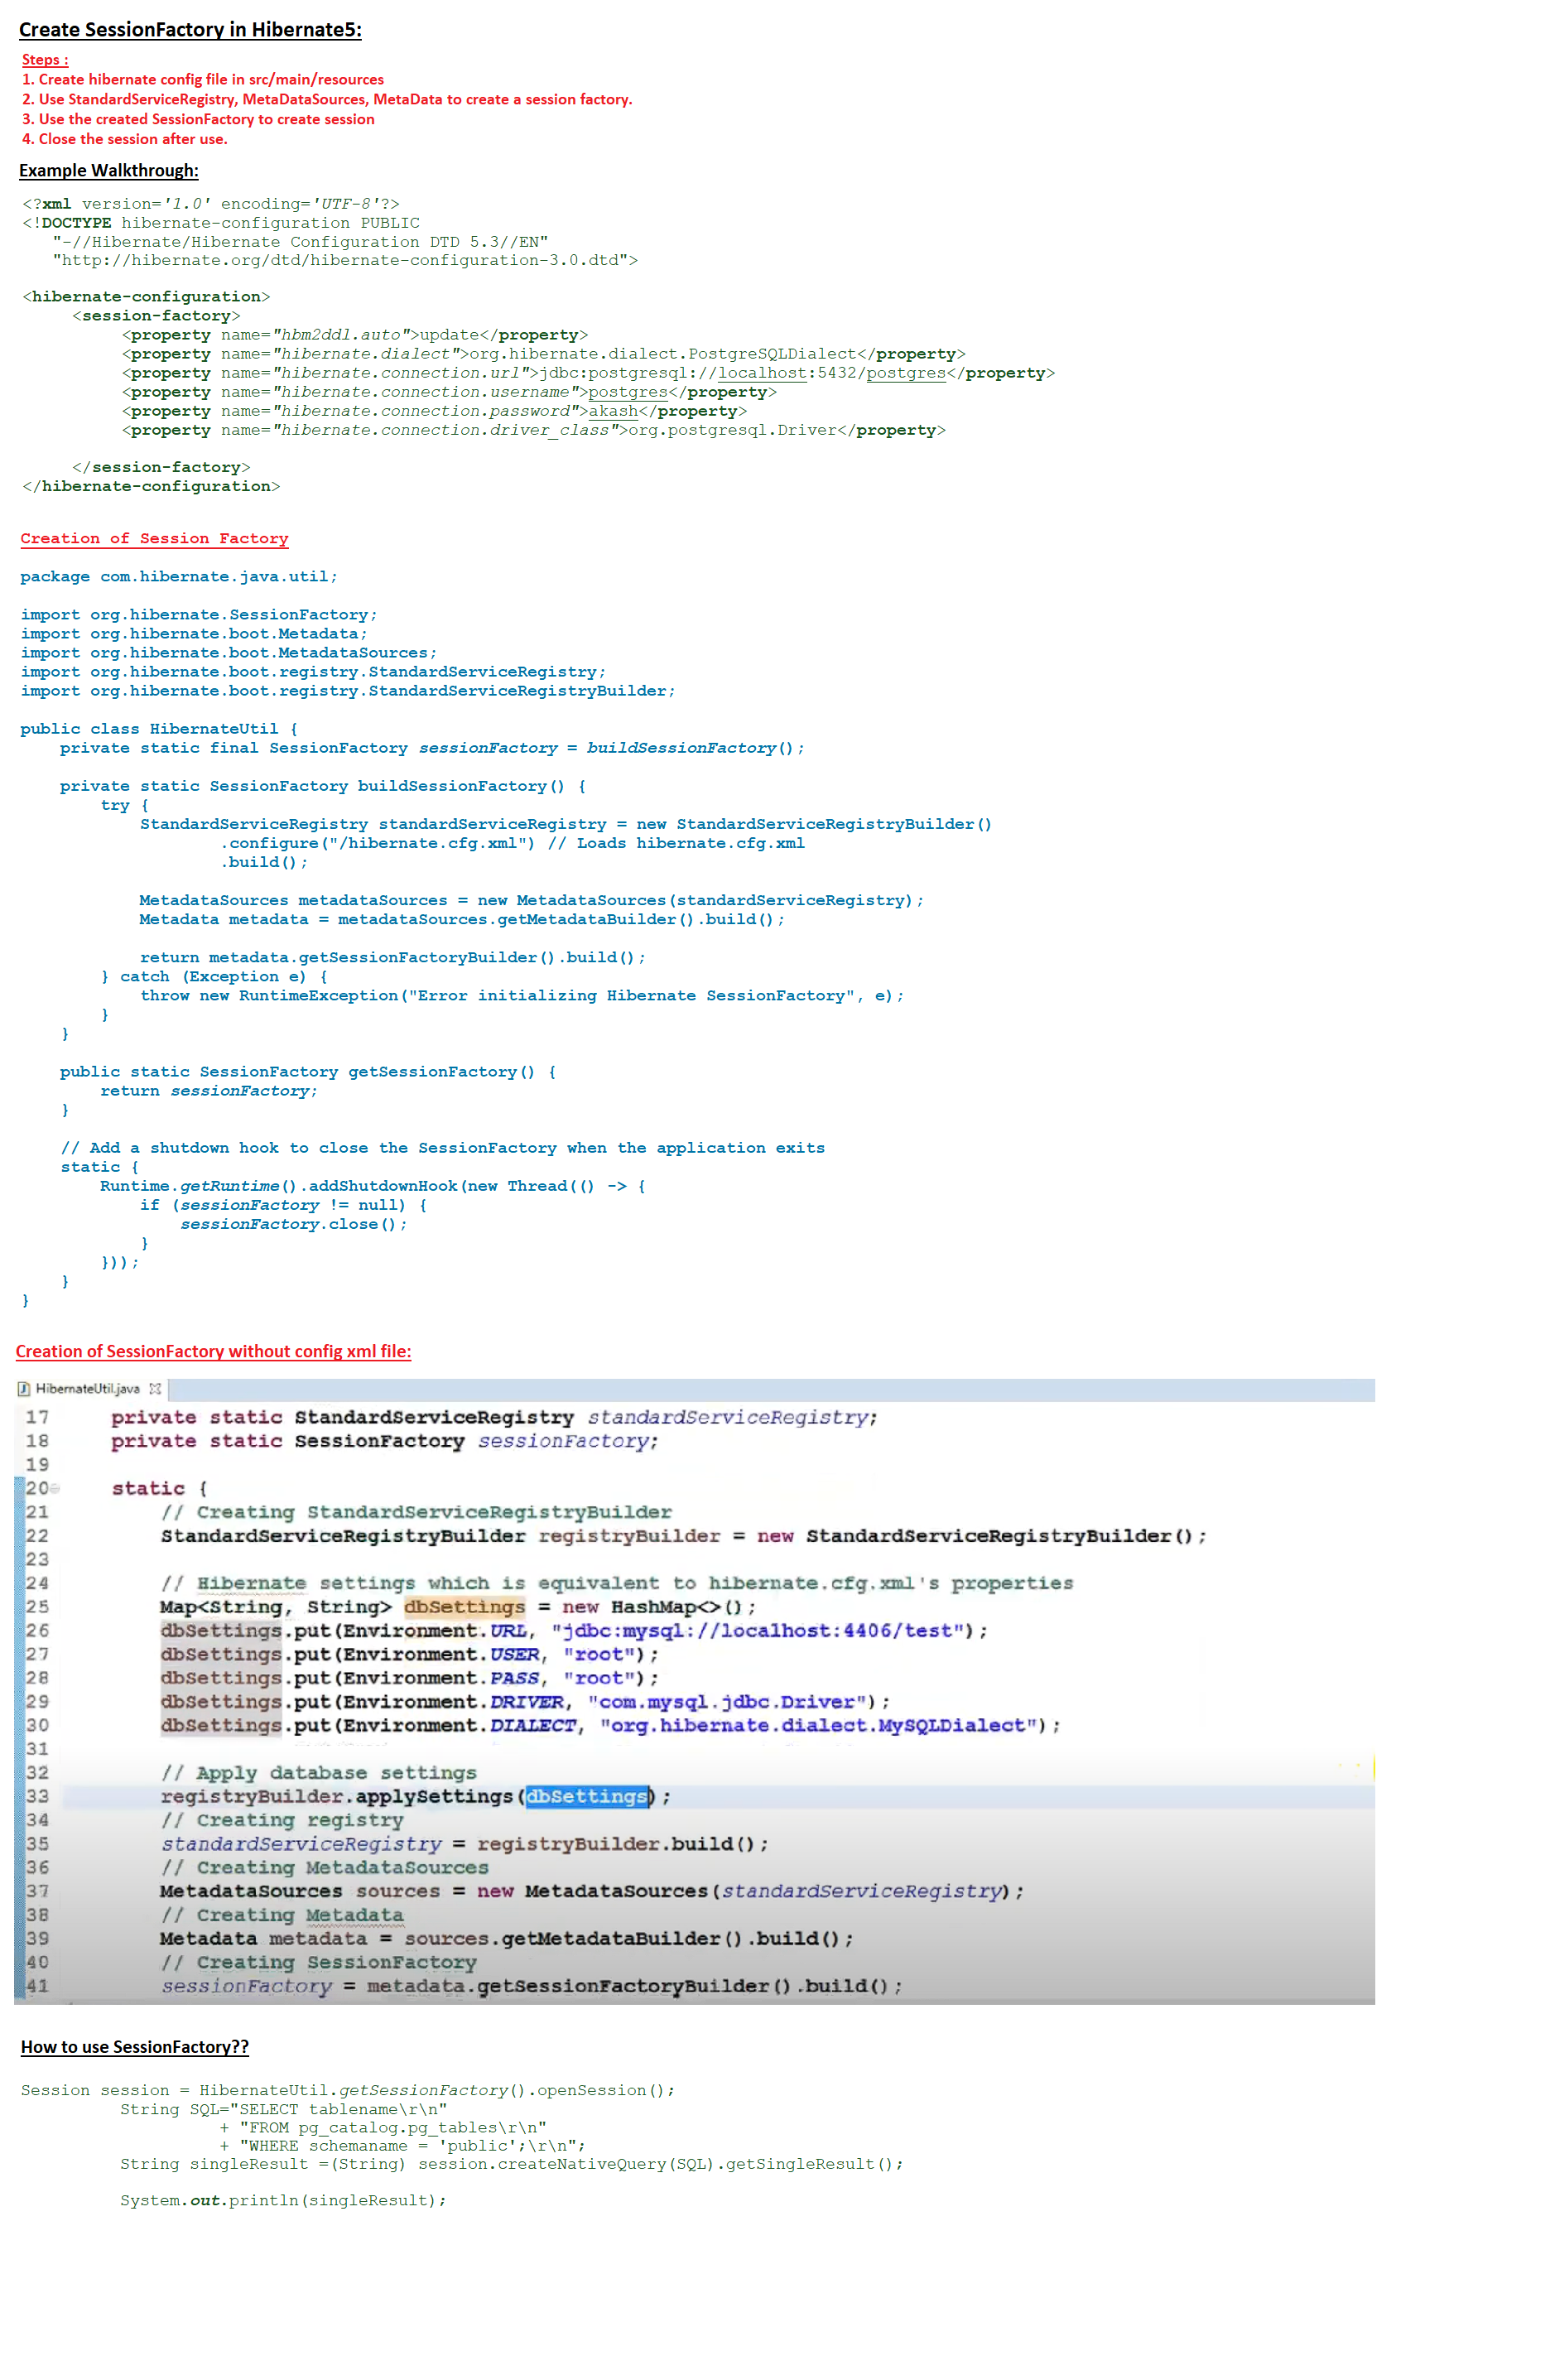 Create SessionFactory in Hibernate5:
Steps :
1. Create hibernate config file in src/main/resources
2. Use StandardServiceRegistry, MetaDataSources, MetaData to create a session factory.
3. Use the created SessionFactory to create session
4. Close the session after use.
Example Walkthrough:
<?xml version='1.0' encoding='UTF-8'?>
<!DOCTYPE hibernate-configuration PUBLIC
"-//Hibernate/Hibernate Configuration DTD 5.3//EN"
"http://hibernate.org/dtd/hibernate-configuration-3.0.dtd">
<hibernate-configuration>
<session-factory>
<property name="hbm2ddl.auto">update</property>
<property name="hibernate.dialect">org.hibernate.dialect.PostgreSQLDialect</property>
<property name="hibernate.connection.url">jdbc:postgresql://localhost:5432/postgres</property>
<property name="hibernate.connection.username">postgres</property>
<property name="hibernate.connection.password">akash</property>
<property name="hibernate.connection.driver_class">org.postgresql.Driver</property>
</session-factory>
</hibernate-configuration>
Creation of Session Factory
package com.hibernate.java.util;
import org.hibernate.SessionFactory;
import org.hibernate.boot.Metadata;
import org.hibernate.boot.MetadataSources;
import org.hibernate.boot.registry.StandardServiceRegistry;
import org.hibernate.boot.registry.StandardServiceRegistryBuilder;
public class HibernateUtil {
private static final SessionFactory sessionFactory = buildSessionFactory();
private static SessionFactory buildSessionFactory() {
try {
StandardServiceRegistry standardServiceRegistry = new StandardServiceRegistryBuilder()
.configure("/hibernate.cfg.xml") // Loads hibernate.cfg.xml
.build();
MetadataSources metadataSources = new MetadataSources(standardServiceRegistry);
Metadata metadata = metadataSources.getMetadataBuilder().build();
return metadata.getSessionFactoryBuilder().build();
} catch (Exception e) {
throw new RuntimeException("Error initializing Hibernate SessionFactory", e);
}
}
public static SessionFactory getSessionFactory() {
return sessionFactory;
}
// Add a shutdown hook to close the SessionFactory when the application exits
static {
Runtime.getRuntime().addShutdownHook(new Thread(() -> {
if (sessionFactory != null) {
sessionFactory.close();
}
}));
}
}
Creation of SessionFactory without config xml file:
HibernateUtil.java
17 private static StandardServiceRegistry standardServiceRegistry;
18 private static SessionFactory sessionFactory;
19
20 static {
21 // Creating StandardServiceRegistryBuilder
22 StandardServiceRegistryBuilder registryBuilder = new StandardServiceRegistryBuilder();
23
24 // Hibernate settings which is equivalent to hibernate.cfg.xml's properties
25 Map<String, String> dbSettings = new HashMap<>();
26 dbSettings.put(Environment.URL, "jdbc:mysql://localhost:4406/test");
27 dbSettings.put(Environment.USER, "root");
28 dbSettings.put(Environment.PASS, "root");
29 dbSettings.put(Environment.DRIVER, "com.mysql.jdbc.Driver");
30 dbSettings.put(Environment.DIALECT, "org.hibernate.dialect.MySQLDialect");
31
32 // Apply database settings
33 registryBuilder.applySettings(dbSettings);
34 // Creating registry
35 standardServiceRegistry = registryBuilder.build();
36 // Creating MetadataSources
37 MetadataSources sources = new MetadataSources(standardServiceRegistry);
38 // Creating Metadata
39 Metadata metadata = sources.getMetadataBuilder().build();
40 // Creating SessionFactory
41 sessionFactory = metadata.getSessionFactoryBuilder().build();
How to use SessionFactory??
Session session = HibernateUtil.getSessionFactory().openSession();
String SQL="SELECT tablename\r\n"
+ "FROM pg_catalog.pg_tables\r\n"
+ "WHERE schemaname = 'public';\r\n";
String singleResult =(String) session.createNativeQuery(SQL).getSingleResult();
System.out.println(singleResult);